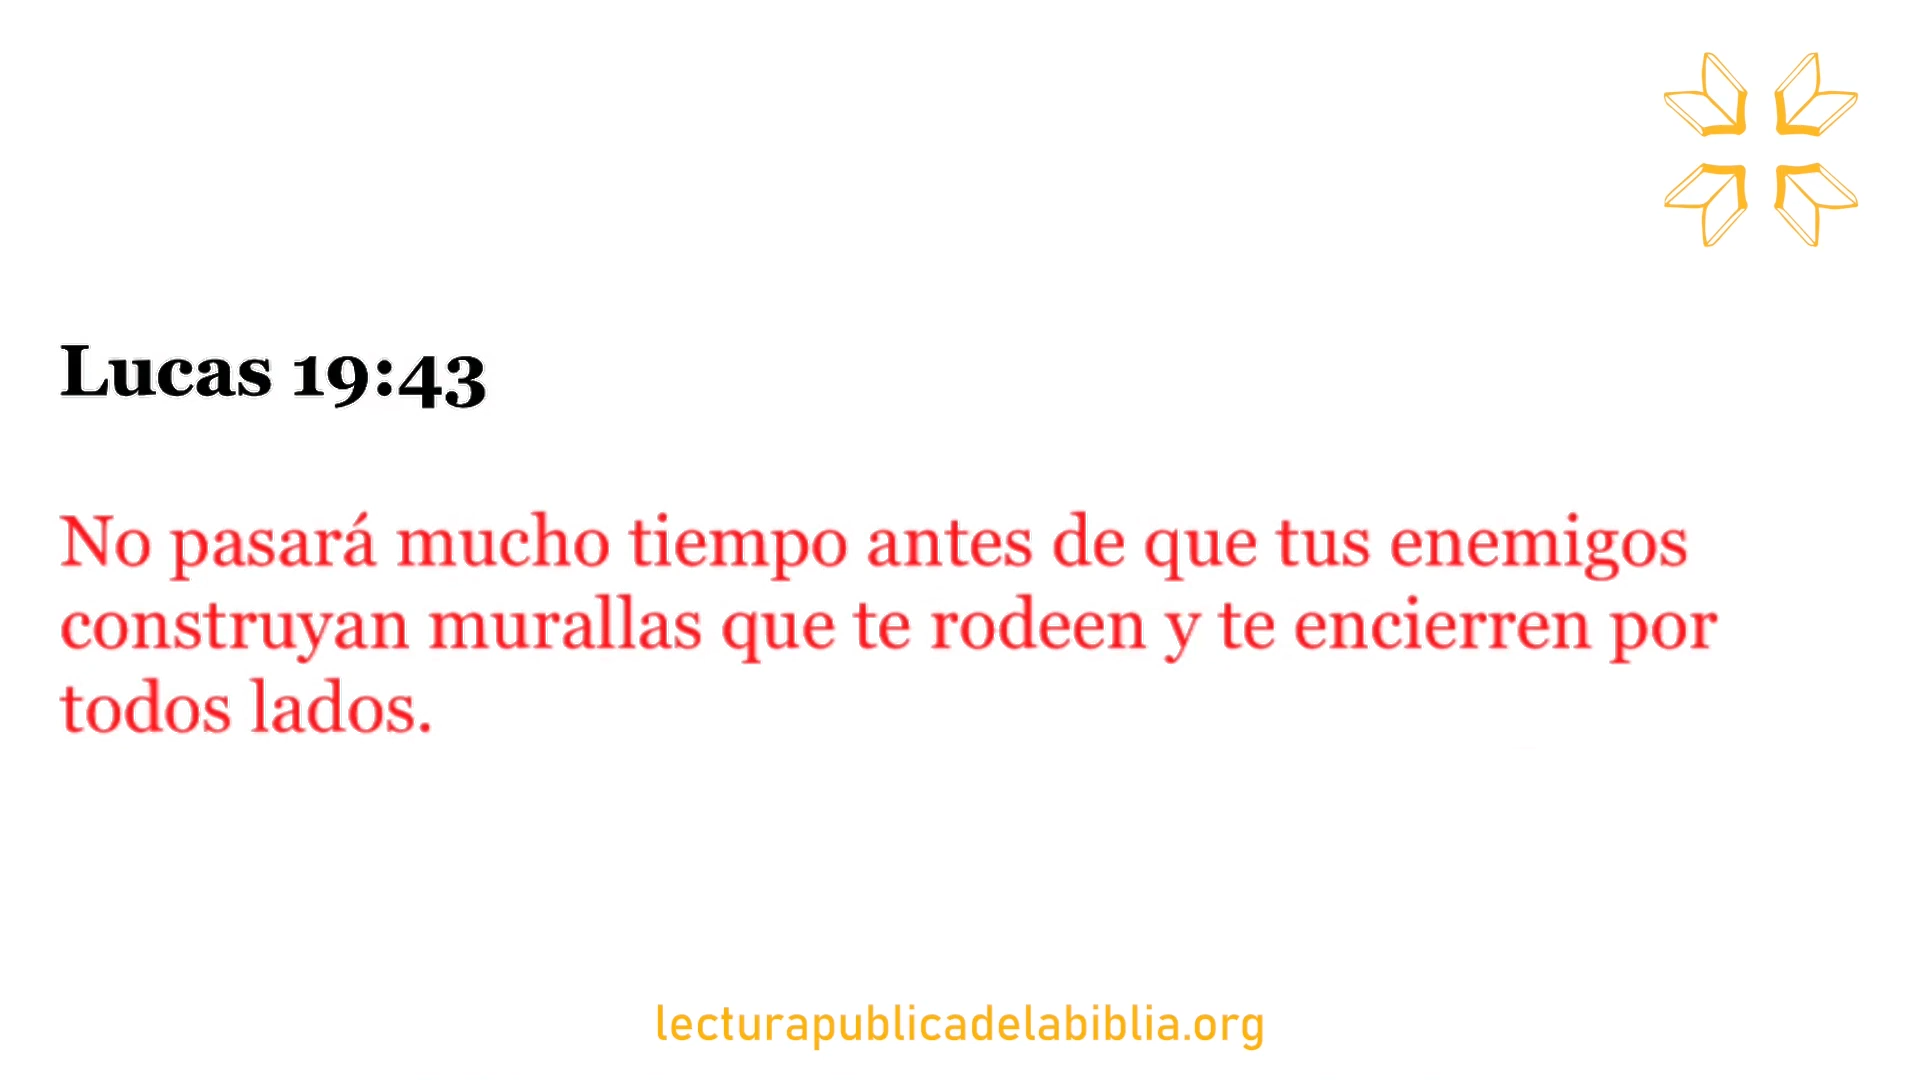 Lucas 19:43
No pasará mucho tiempo antes de que tus enemigos
construyan murallas que te rodeen y te encierren por
todos lados.
lecturapublicadelabiblia.org